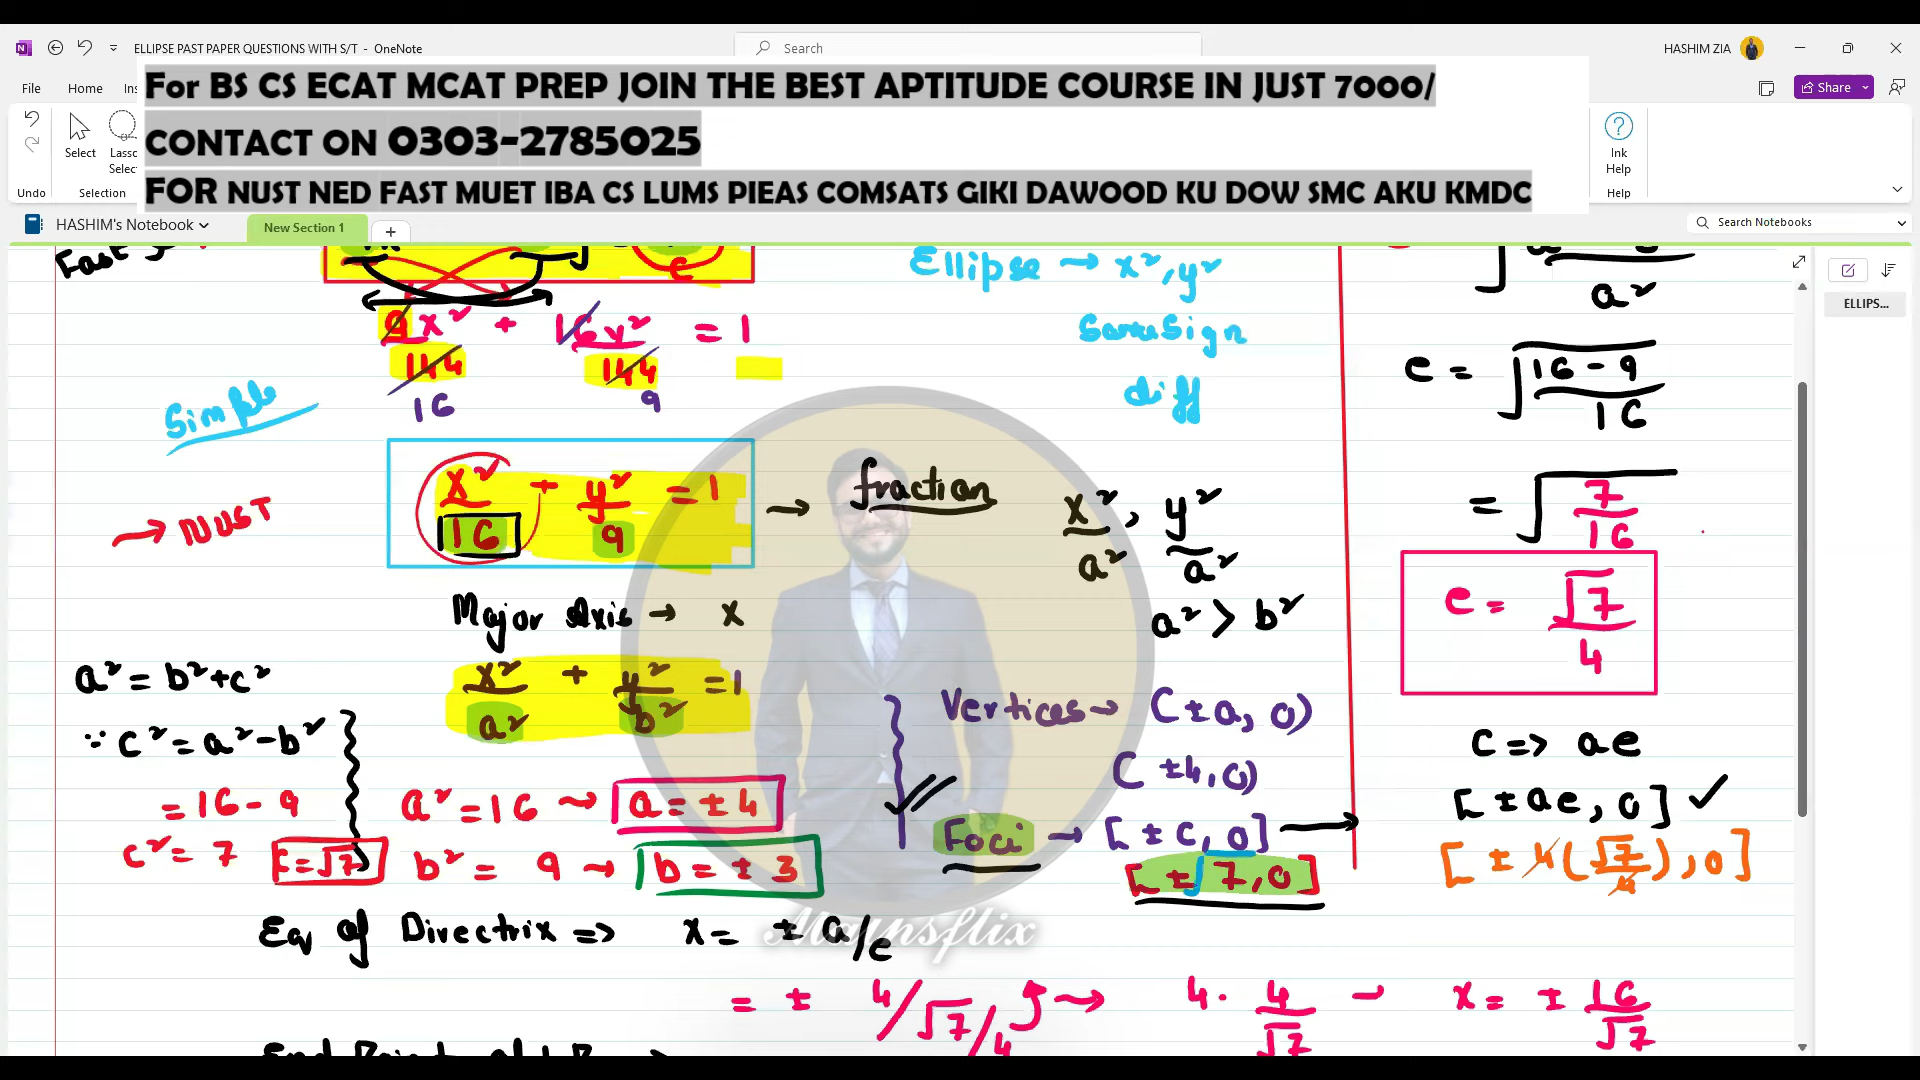 ELLIPSE PAST PAPER QUESTIONS WITH S/T - OneNote
Search
HASHIM ZIA
File
Home
Ins
Share
For BS CS ECAT MCAT PREP JOIN THE BEST APTITUDE COURSE IN JUST 7000/
CONTACT ON 0303-2785025
FOR NUST NED FAST MUET IBA CS LUMS PIEAS COMSATS GIKI DAWOOD KU DOW SMC AKU KMDC
Select
Lasso
Select
Ink
Help
Undo
Selection
Help
HASHIM's Notebook
New Section 1
+
Search Notebooks
ELLIPS...
Fast
Ellipse → x², y²
Same Sign
diff
9x²/144 + 16y²/144 = 1
16 9
Simple
→ NUST
x²/16 + y²/9 = 1 → fraction
x²/a² , y²/a²
a² > b²
Major Axis → x
x²/a² + y²/b² = 1
a² = b² + c²
∵ c² = a² - b²
= 16 - 9
c² = 7
a² = 16 → a = ± 4
b² = 9 → b = ± 3
Vertices → (±a, 0)
(±4, 0)
Foci → [±c, 0] →
[±√7, 0]
a²
e = √(16-9)/16
= √7/16
e = √7/4
c => ae
[±ae, 0] ✓
[±4(√7/4), 0]
Eq of Directrix => x = ± a/e
= ± 4/√7/4 → 4 · 4/√7 → x = ± 16/√7
Mathsflix